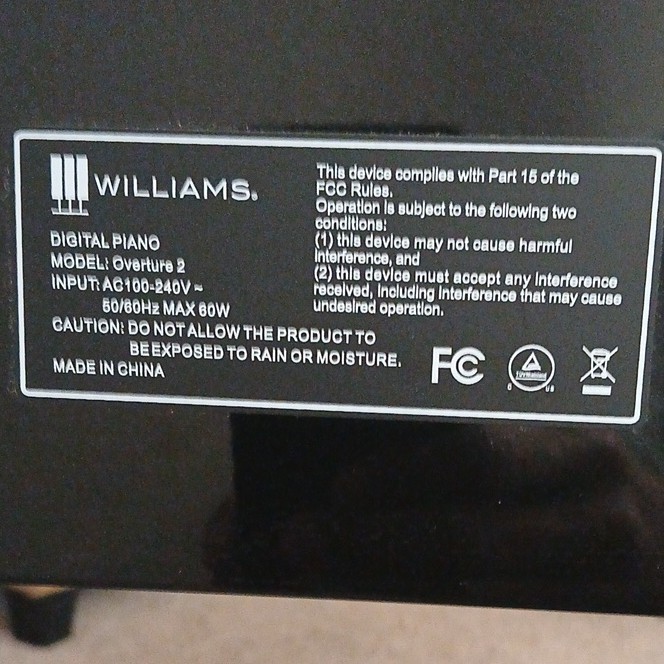 WILLIAMS®
DIGITAL PIANO
MODEL: Overture 2
INPUT: AC100-240V ~
50/60Hz MAX 60W
CAUTION: DO NOT ALLOW THE PRODUCT TO
BE EXPOSED TO RAIN OR MOISTURE.
MADE IN CHINA
This device complies with Part 15 of the
FCC Rules.
Operation is subject to the following two
conditions:
(1) this device may not cause harmful
interference, and
(2) this device must accept any interference
received, including interference that may cause
undesired operation.
FC
TÜVRheinland
C US